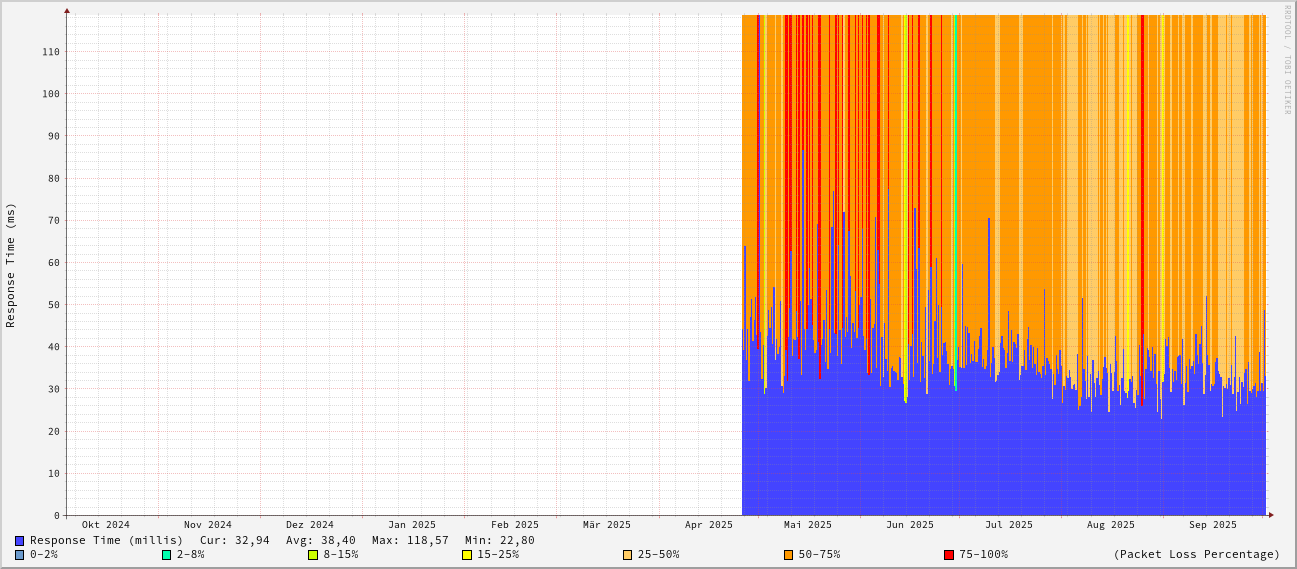 RRDTOOL / TOBI OETIKER
Response Time (ms)
110
100
90
80
70
60
50
40
30
20
10
0
Okt 2024 Nov 2024 Dez 2024 Jan 2025 Feb 2025 Mär 2025 Apr 2025 Mai 2025 Jun 2025 Jul 2025 Aug 2025 Sep 2025
Response Time (millis) Cur: 32,94 Avg: 38,40 Max: 118,57 Min: 22,80
0-2% 2-8% 8-15% 15-25% 25-50% 50-75% 75-100% (Packet Loss Percentage)